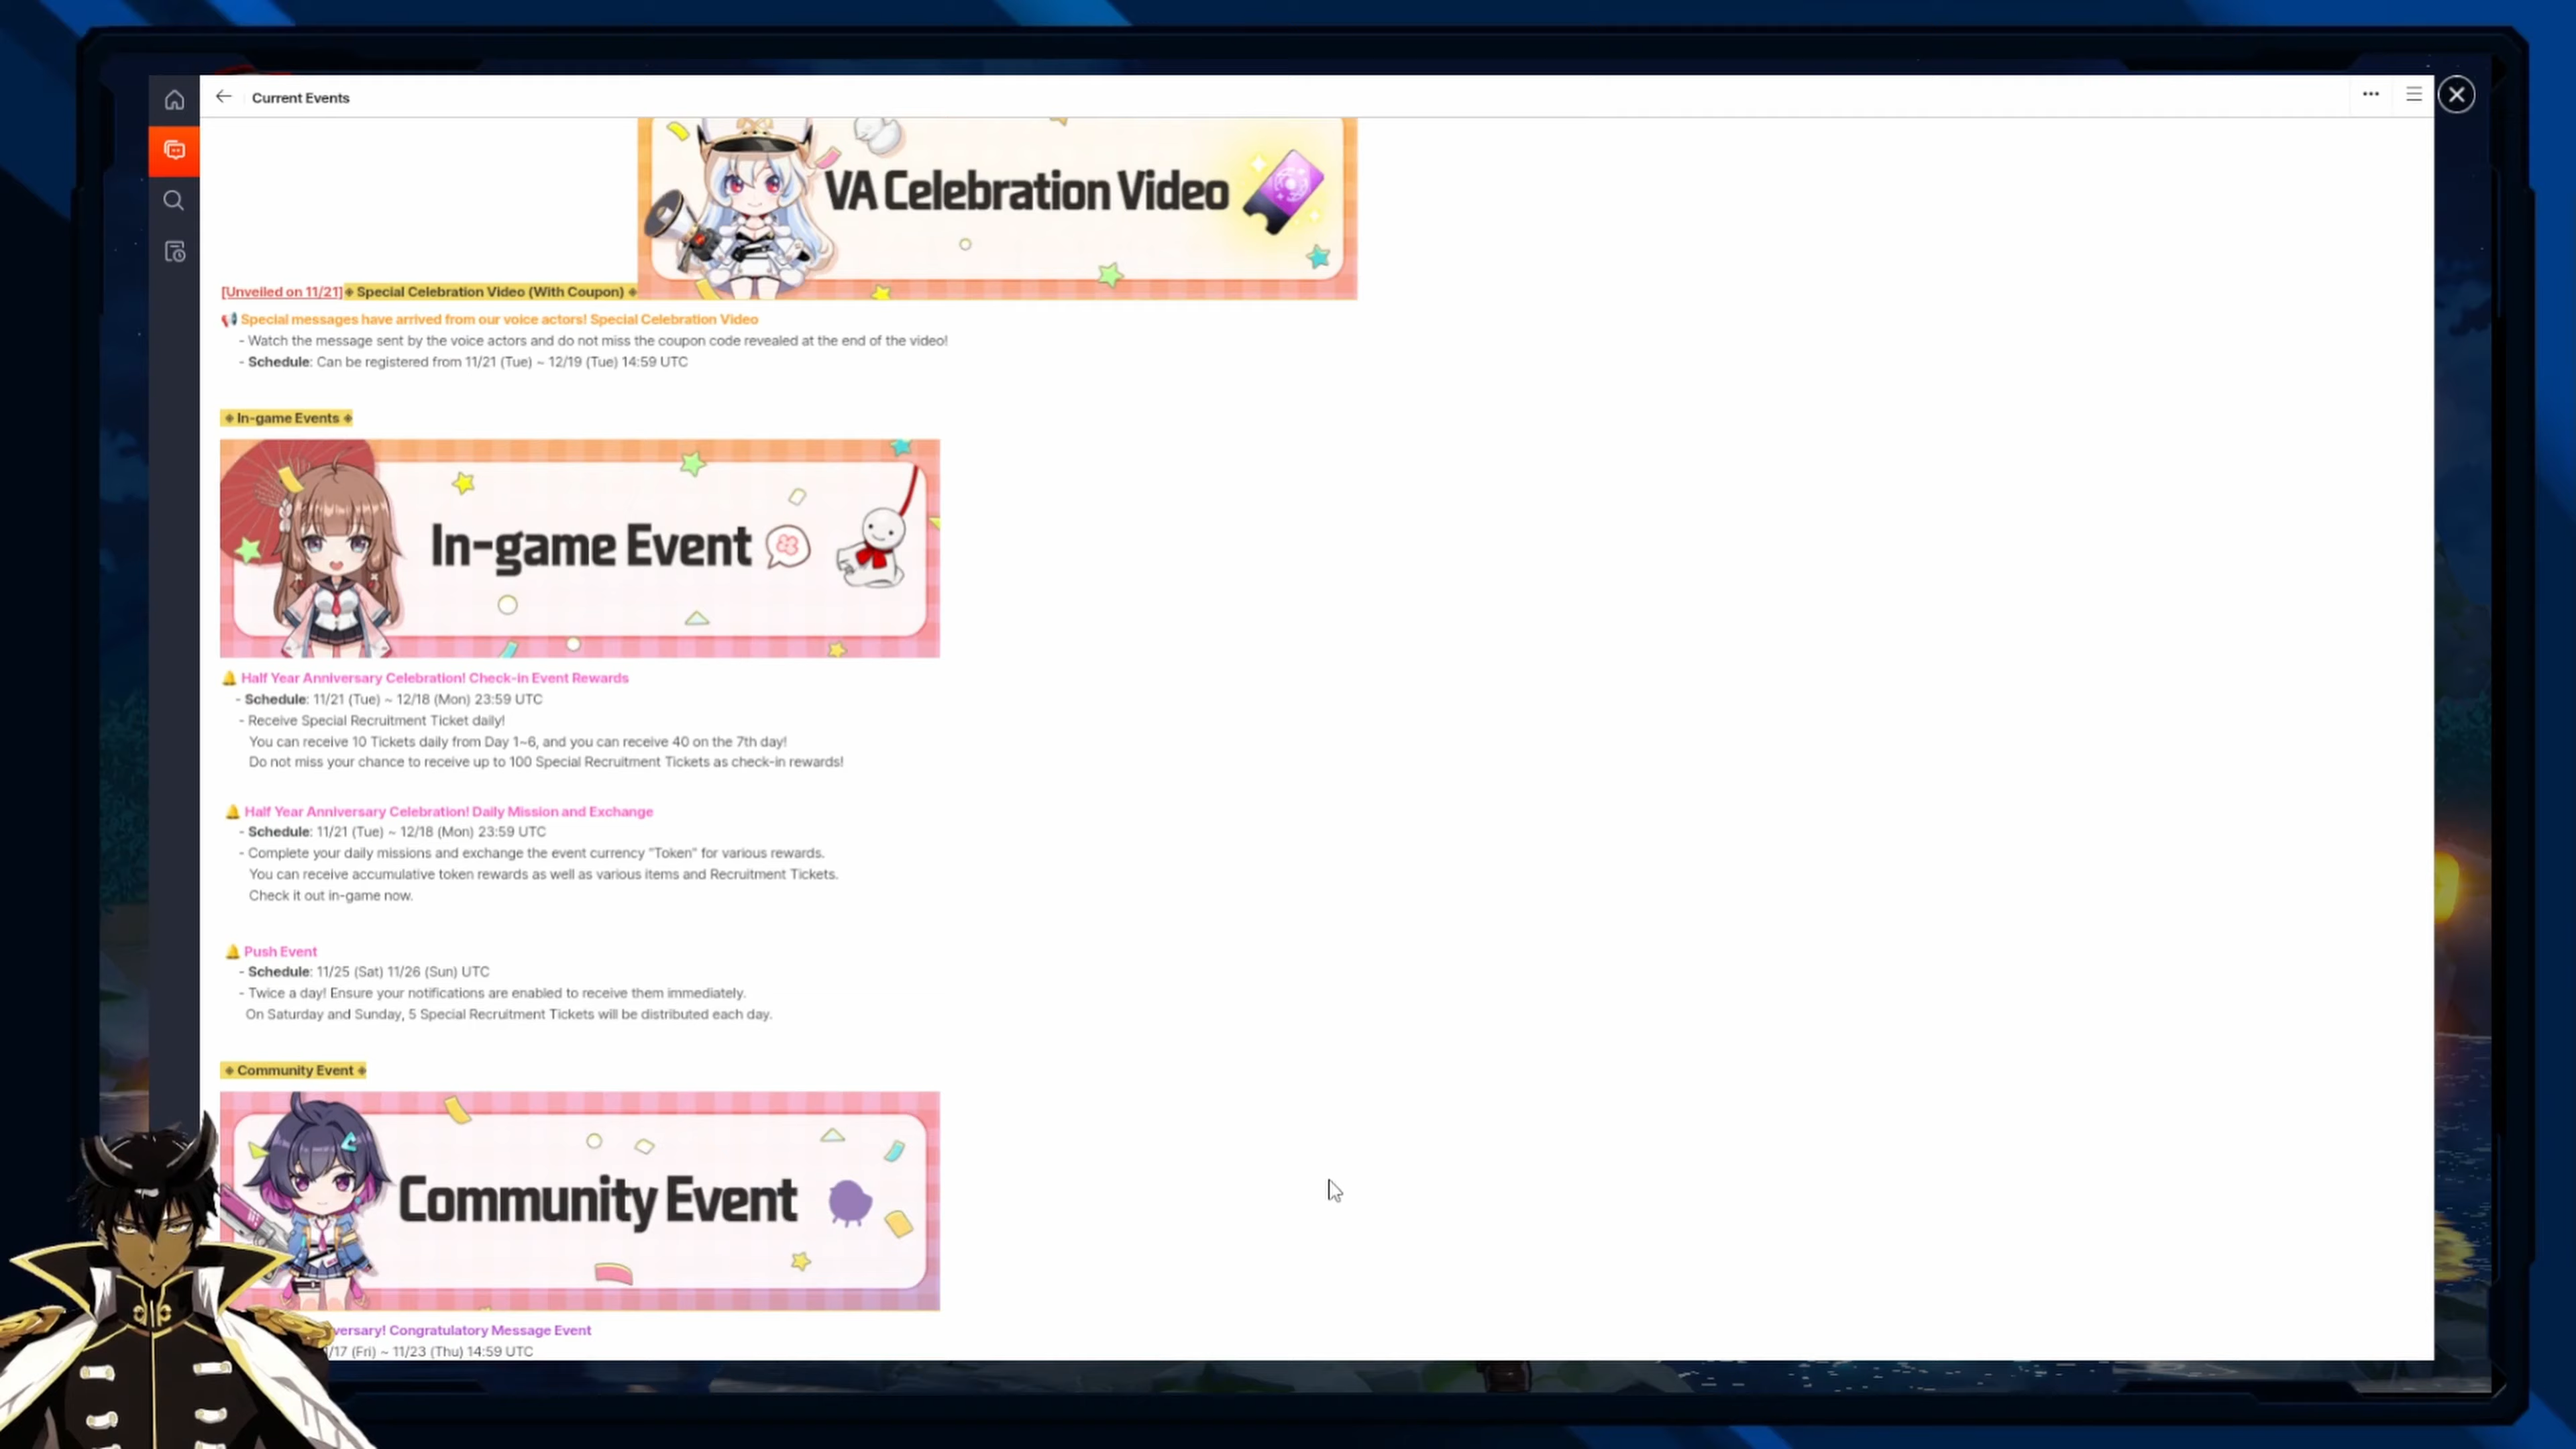 Current Events
VA Celebration Video
[Unveiled on 11/21] ◈ Special Celebration Video (With Coupon) ◈
📢 Special messages have arrived from our voice actors! Special Celebration Video
- Watch the message sent by the voice actors and do not miss the coupon code revealed at the end of the video!
- Schedule: Can be registered from 11/21 (Tue) ~ 12/19 (Tue) 14:59 UTC
◈ In-game Events ◈
In-game Event
🔔 Half Year Anniversary Celebration! Check-in Event Rewards
- Schedule: 11/21 (Tue) ~ 12/18 (Mon) 23:59 UTC
- Receive Special Recruitment Ticket daily!
You can receive 10 Tickets daily from Day 1~6, and you can receive 40 on the 7th day!
Do not miss your chance to receive up to 100 Special Recruitment Tickets as check-in rewards!
🔔 Half Year Anniversary Celebration! Daily Mission and Exchange
- Schedule: 11/21 (Tue) ~ 12/18 (Mon) 23:59 UTC
- Complete your daily missions and exchange the event currency "Token" for various rewards.
You can receive accumulative token rewards as well as various items and Recruitment Tickets.
Check it out in-game now.
🔔 Push Event
- Schedule: 11/25 (Sat) 11/26 (Sun) UTC
- Twice a day! Ensure your notifications are enabled to receive them immediately.
On Saturday and Sunday, 5 Special Recruitment Tickets will be distributed each day.
◈ Community Event ◈
Community Event
versary! Congratulatory Message Event
/17 (Fri) ~ 11/23 (Thu) 14:59 UTC